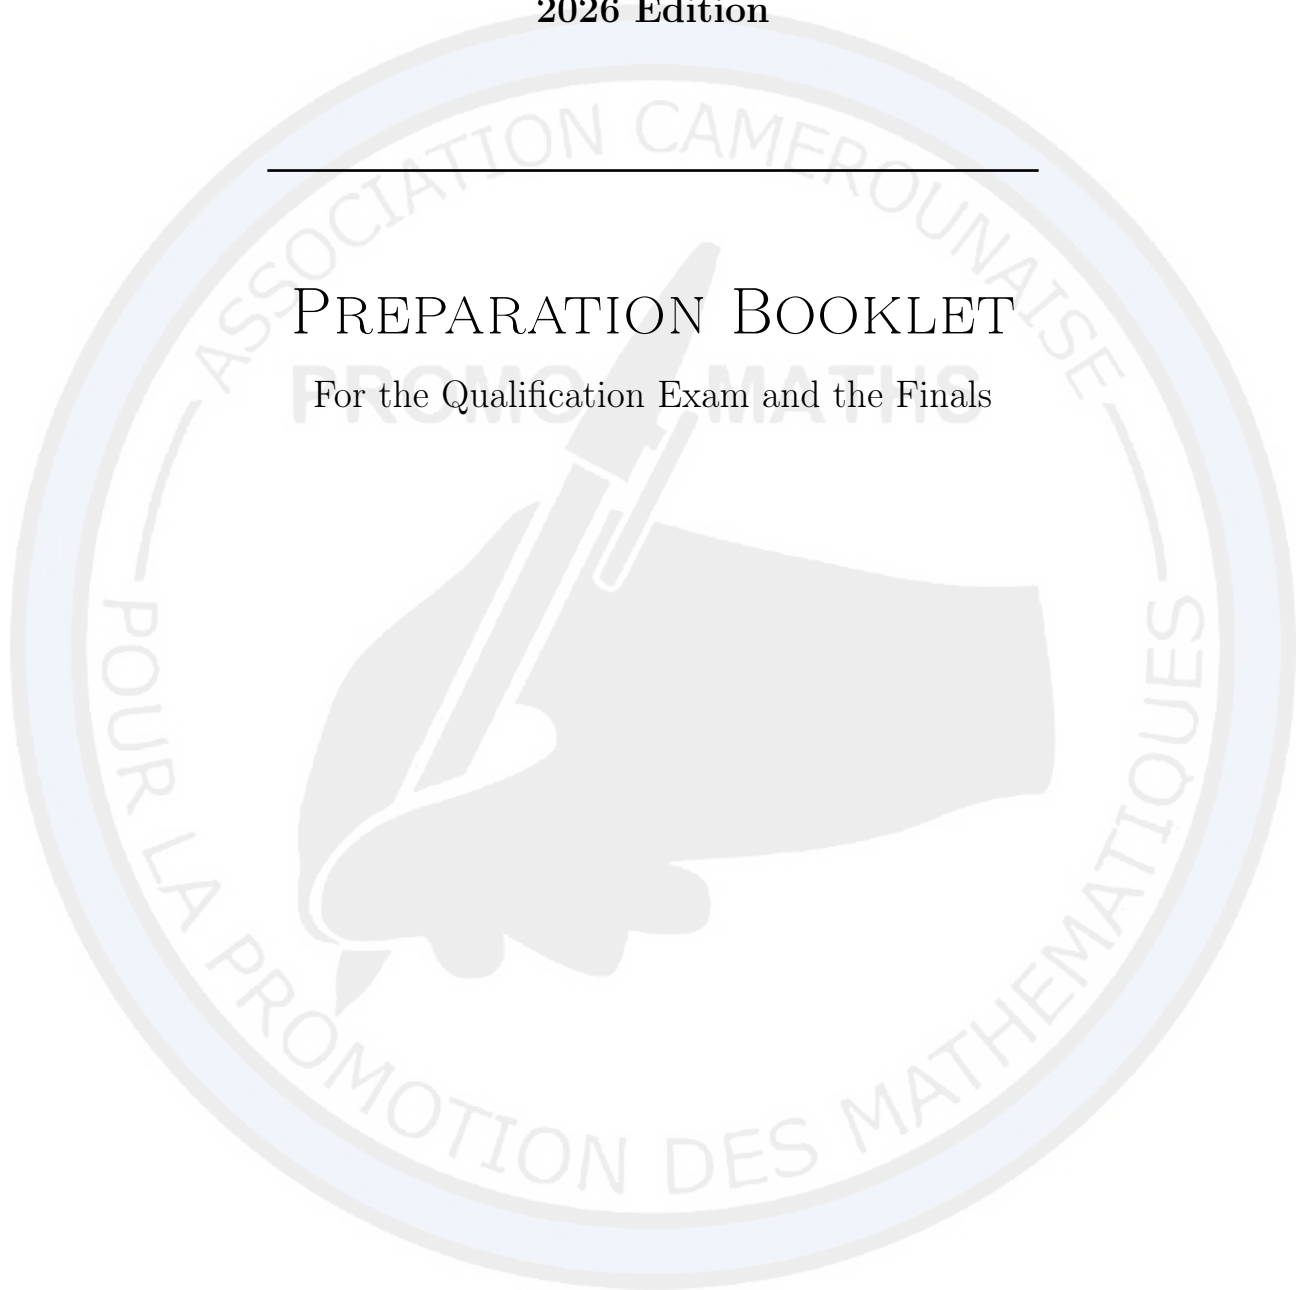 2026 Edition
ASSOCIATION CAMEROUNAISE
PREPARATION BOOKLET
PROMO MATHS
For the Qualification Exam and the Finals
POUR LA PROMOTION DES MATHEMATIQUES